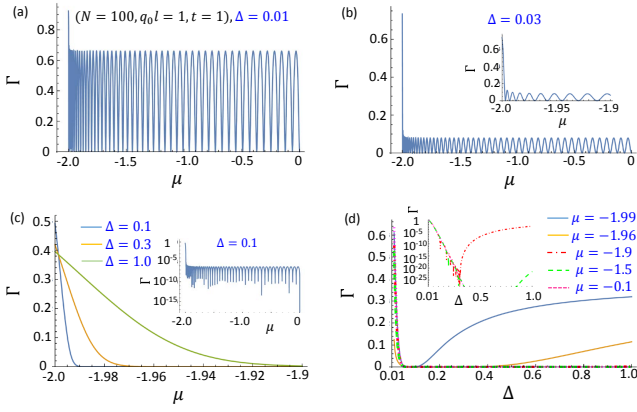 (a)
(N = 100, q₀l = 1, t = 1), Δ = 0.01
Γ
0.8
0.6
0.4
0.2
0
-2.0
-1.5
-1.0
-0.5
0
μ
(b)
Δ = 0.03
Γ
0.6
0.4
0.2
0
-2.0
-1.5
-1.0
-0.5
0
μ
Γ
0.6
0.4
0.2
0
-2.0
-1.95
-1.9
μ
(c)
Δ = 0.1
Δ = 0.3
Δ = 1.0
Γ
0.5
0.4
0.3
0.2
0.1
0
-2.0
-1.98
-1.96
-1.94
-1.92
-1.9
μ
Δ = 0.1
Γ
1
10⁻⁵
10⁻¹⁰
10⁻¹⁵
-2.0
-1.5
-1.0
-0.5
0
μ
(d)
μ = −1.99
μ = −1.96
μ = −1.9
μ = −1.5
μ = −0.1
Γ
0.6
0.5
0.4
0.3
0.2
0.1
0
0.01
0.2
0.4
0.6
0.8
1.0
Δ
Γ
1
10⁻⁵
10⁻¹⁰
10⁻¹⁵
10⁻²⁰
10⁻²⁵
0.01
0.5
1.0
Δ